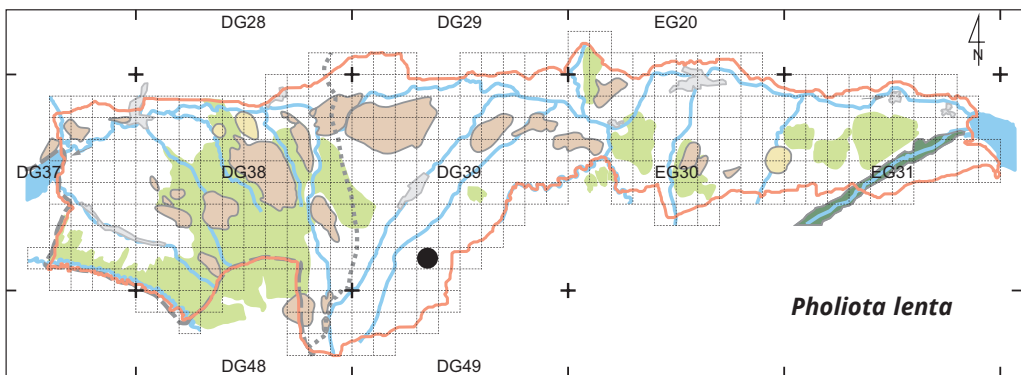 DG28 DG29 EG20
N
DG37 DG38 DG39 EG30 EG31
Pholiota lenta
DG48 DG49